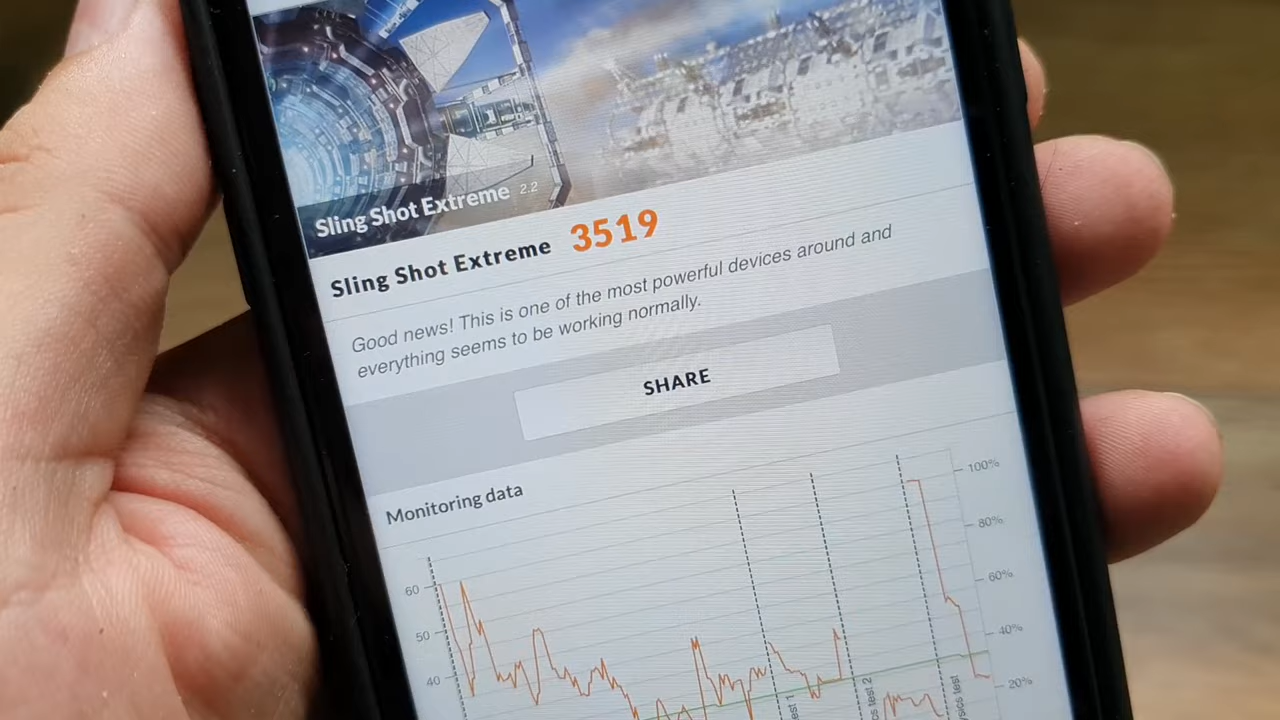 Sling Shot Extreme 2.2
Sling Shot Extreme 3519
Good news! This is one of the most powerful devices around and
everything seems to be working normally.
SHARE
Monitoring data
100%
80%
60
60%
50
40%
40
20%
test 2